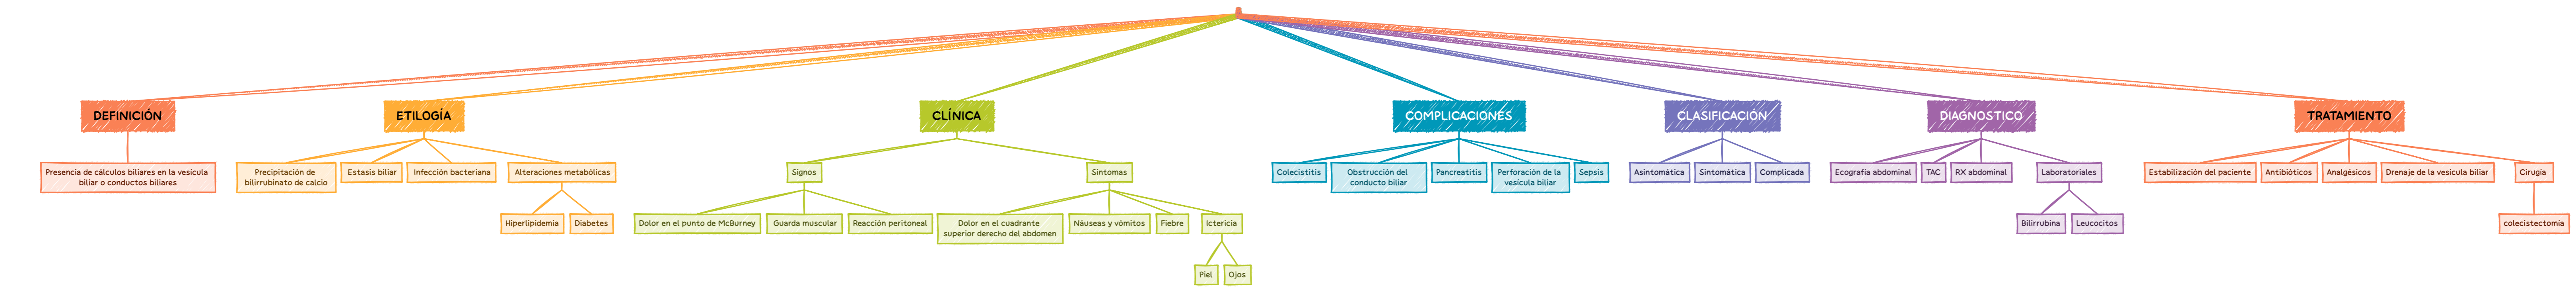 DEFINICIÓN
ETILOGÍA
CLÍNICA
COMPLICACIONES
CLASIFICACIÓN
DIAGNOSTICO
TRATAMIENTO
Presencia de cálculos biliares en la vesícula
biliar o conductos biliares
Precipitación de
bilirrubinato de calcio
Estasis biliar
Infección bacteriana
Alteraciones metabólicas
Hiperlipidemia
Diabetes
Signos
Dolor en el punto de McBurney
Guarda muscular
Reacción peritoneal
Sintomas
Dolor en el cuadrante
superior derecho del abdomen
Náuseas y vómitos
Fiebre
Ictericia
Piel
Ojos
Colecistitis
Obstrucción del
conducto biliar
Pancreatitis
Perforación de la
vesicula biliar
Sepsis
Asintomática
Sintomática
Complicada
Ecografía abdominal
TAC
RX abdominal
Laboratoriales
Bilirrubina
Leucocitos
Estabilización del paciente
Antibióticos
Analgésicos
Drenaje de la vesícula biliar
Cirugía
colecistectomía